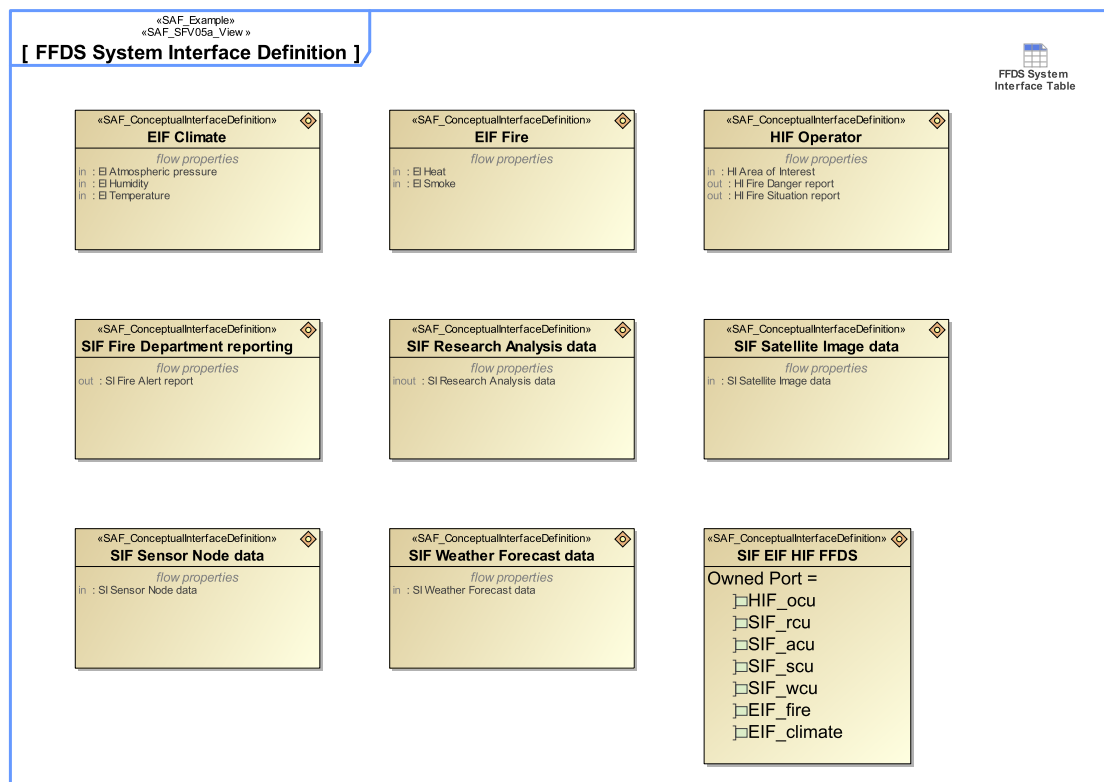 «SAF_Example»
«SAF_SFV05a_View»
[ FFDS System Interface Definition ]
FFDS System
Interface Table
«SAF_ConceptualInterfaceDefinition»
EIF Climate
flow properties
in : EI Atmospheric pressure
in : EI Humidity
in : EI Temperature
«SAF_ConceptualInterfaceDefinition»
EIF Fire
flow properties
in : EI Heat
in : EI Smoke
«SAF_ConceptualInterfaceDefinition»
HIF Operator
flow properties
in : HI Area of Interest
out : HI Fire Danger report
out : HI Fire Situation report
«SAF_ConceptualInterfaceDefinition»
SIF Fire Department reporting
flow properties
out : SI Fire Alert report
«SAF_ConceptualInterfaceDefinition»
SIF Research Analysis data
flow properties
inout : SI Research Analysis data
«SAF_ConceptualInterfaceDefinition»
SIF Satellite Image data
flow properties
in : SI Satellite Image data
«SAF_ConceptualInterfaceDefinition»
SIF Sensor Node data
flow properties
in : SI Sensor Node data
«SAF_ConceptualInterfaceDefinition»
SIF Weather Forecast data
flow properties
in : SI Weather Forecast data
«SAF_ConceptualInterfaceDefinition»
SIF EIF HIF FFDS
Owned Port =
HIF_ocu
SIF_rcu
SIF_acu
SIF_scu
SIF_wcu
EIF_fire
EIF_climate